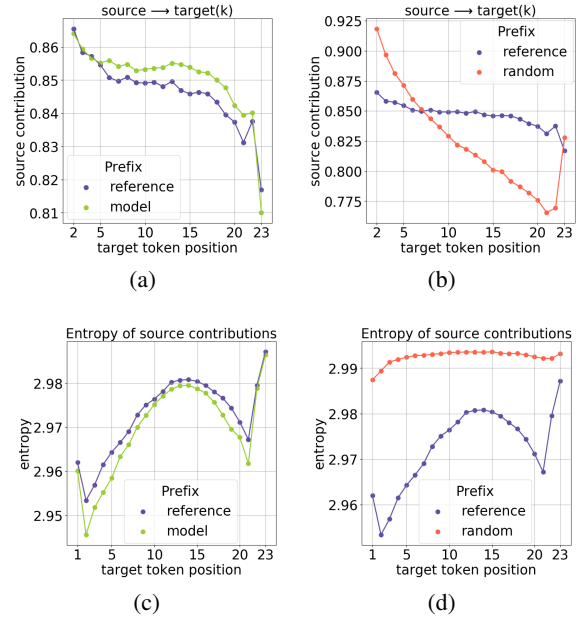 source ⟶ target(k)
0.86
0.85
0.84
0.83
0.82
0.81
source contribution
Prefix
reference
model
2 5 10 15 20 23
target token position
(a)
source ⟶ target(k)
0.925
0.900
0.875
0.850
0.825
0.800
0.775
source contribution
Prefix
reference
random
2 5 10 15 20 23
target token position
(b)
Entropy of source contributions
2.98
2.97
2.96
2.95
entropy
Prefix
reference
model
1 5 10 15 20 23
target token position
(c)
Entropy of source contributions
2.99
2.98
2.97
2.96
entropy
Prefix
reference
random
1 5 10 15 20 23
target token position
(d)